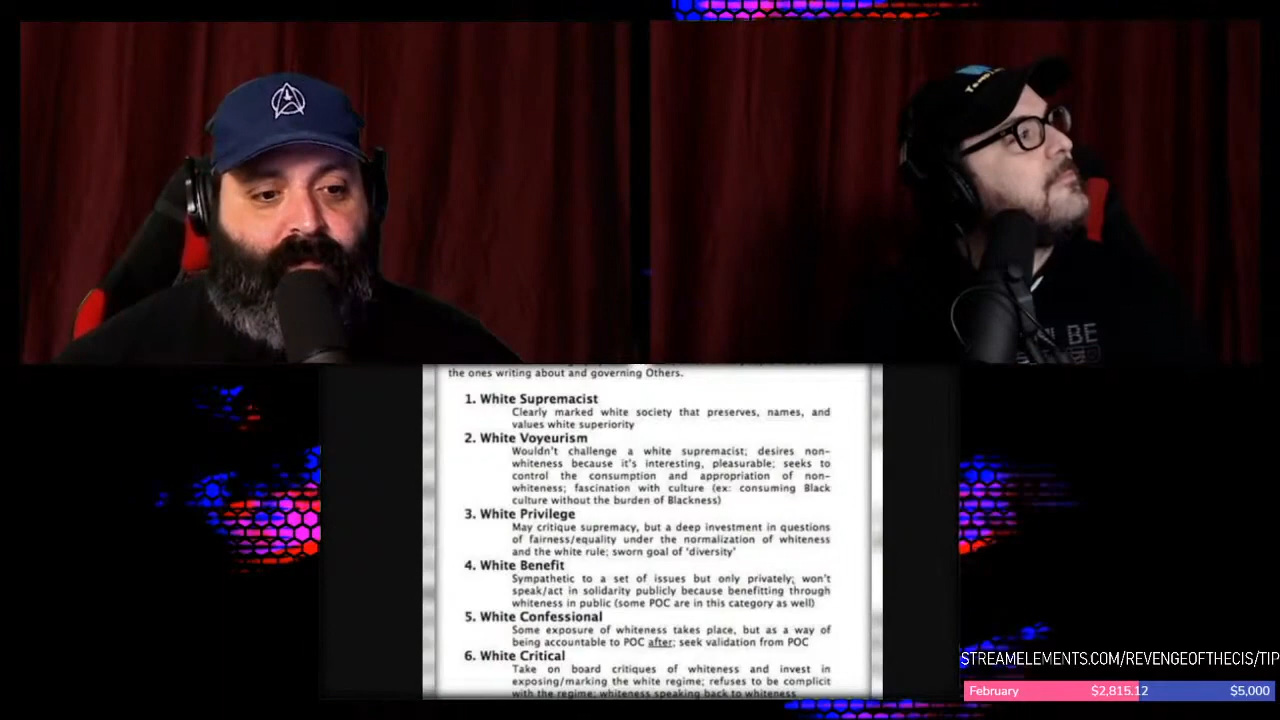 the ones writing about and governing Others.
1. White Supremacist
Clearly marked white society that preserves, names, and
values white superiority
2. White Voyeurism
Wouldn't challenge a white supremacist; desires non-
whiteness because it's interesting, pleasurable; seeks to
control the consumption and appropriation of non-
whiteness; fascination with culture (ex: consuming Black
culture without the burden of Blackness)
3. White Privilege
May critique supremacy, but a deep investment in questions
of fairness/equality under the normalization of whiteness
and the white rule; sworn goal of 'diversity'
4. White Benefit
Sympathetic to a set of issues but only privately; won't
speak/act in solidarity publicly because benefitting through
whiteness in public (some POC are in this category as well)
5. White Confessional
Some exposure of whiteness takes place, but as a way of
being accountable to POC after; seek validation from POC
6. White Critical
Take on board critiques of whiteness and invest in
exposing/marking the white regime; refuses to be complicit
with the regime; whiteness speaking back to whiteness
BE
STREAMELEMENTS.COM/REVENGEOFTHECIS/TIP
February $2,815.12 $5,000